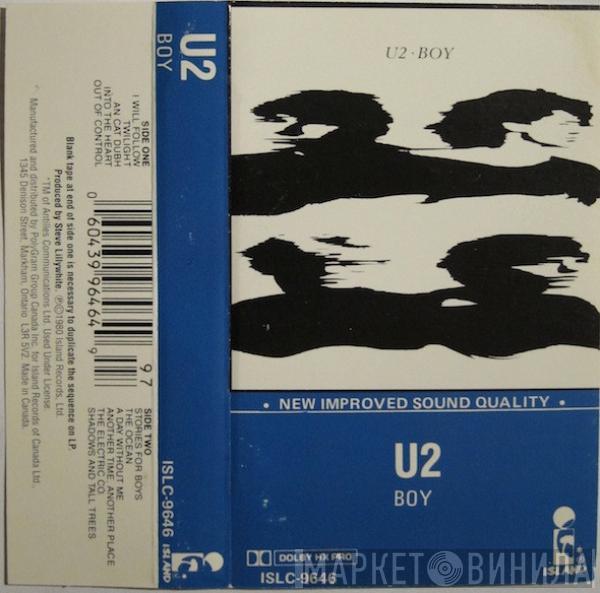 U2 · BOY
• NEW IMPROVED SOUND QUALITY •
U2
BOY
DOLBY HX PRO
ISLC-9646
ISLAND
МАРКЕТ ВИНИЛА
U2
BOY
ISLC-9646
ISLAND
SIDE ONE
I WILL FOLLOW
TWILIGHT
AN CAT DUBH
INTO THE HEART
OUT OF CONTROL
0 60439 96464 9
97
SIDE TWO
STORIES FOR BOYS
THE OCEAN
A DAY WITHOUT ME
ANOTHER TIME, ANOTHER PLACE
THE ELECTRIC CO.
SHADOWS AND TALL TREES
Blank tape at end of side one is necessary to duplicate the sequence on LP.
Produced by Steve Lillywhite. ℗©1980 Island Records, Ltd.
*TM of Antilles Communications Ltd. Used Under License.
Manufactured and distributed by PolyGram Group Canada Inc. for Island Records of Canada Ltd.
1345 Denison Street, Markham, Ontario L3R 5V2. Made in Canada.